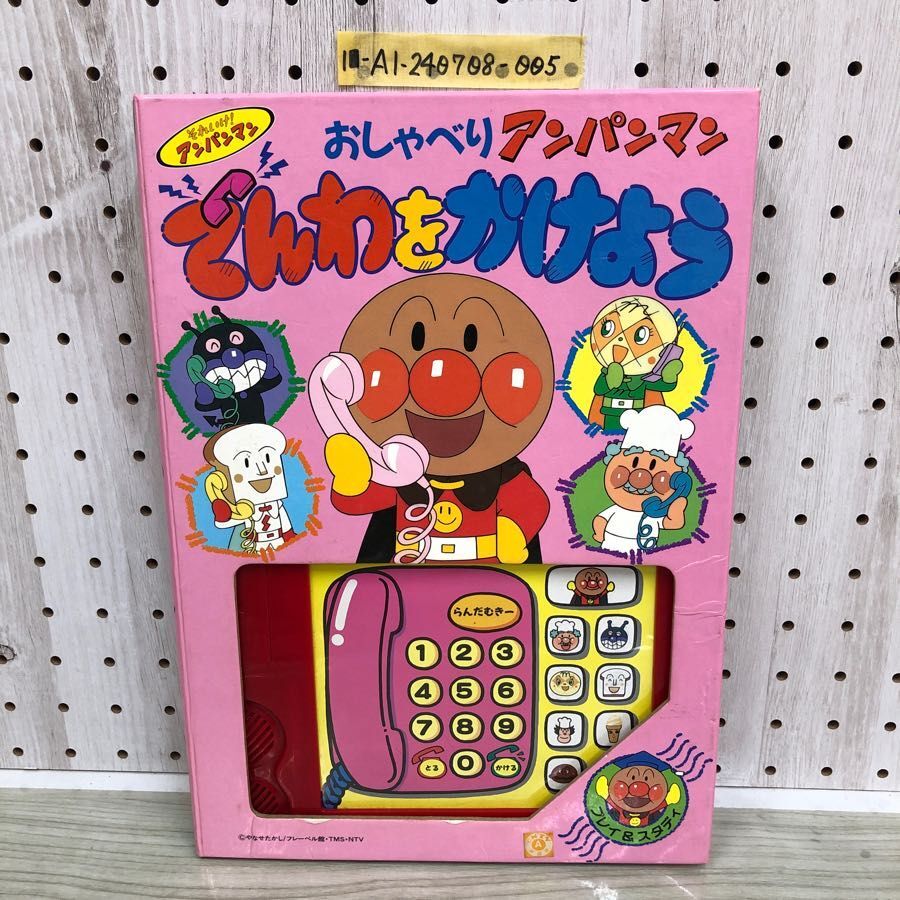 1-A1-240708-005
それいけ!
アンパンマン
おしゃべり アンパンマン
でんわをかけよう
らんだむきー
1 2 3
4 5 6
7 8 9
とる 0 かける
プレイ&スタディ
©やなせたかし/フレーベル館・TMS・NTV
A